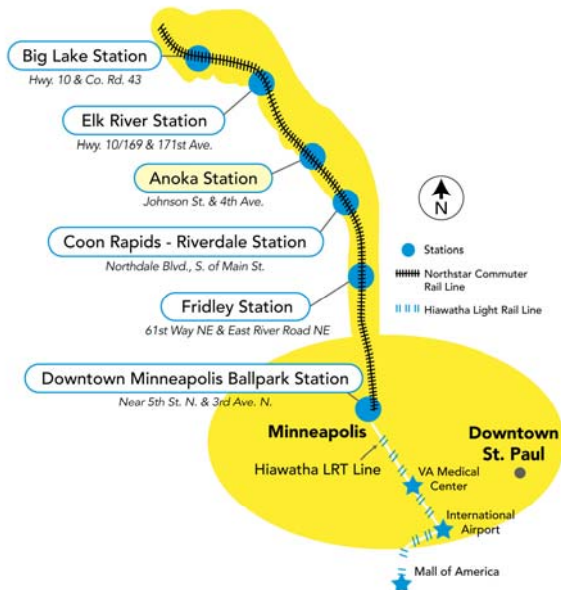 Big Lake Station
Hwy. 10 & Co. Rd. 43
Elk River Station
Hwy. 10/169 & 171st Ave.
Anoka Station
Johnson St. & 4th Ave.
Coon Rapids - Riverdale Station
Northdale Blvd., S. of Main St.
Fridley Station
61st Way NE & East River Road NE
Downtown Minneapolis Ballpark Station
Near 5th St. N. & 3rd Ave. N.
N
Stations
Northstar Commuter
Rail Line
Hiawatha Light Rail Line
Minneapolis
Downtown
St. Paul
Hiawatha LRT Line
VA Medical
Center
International
Airport
Mall of America